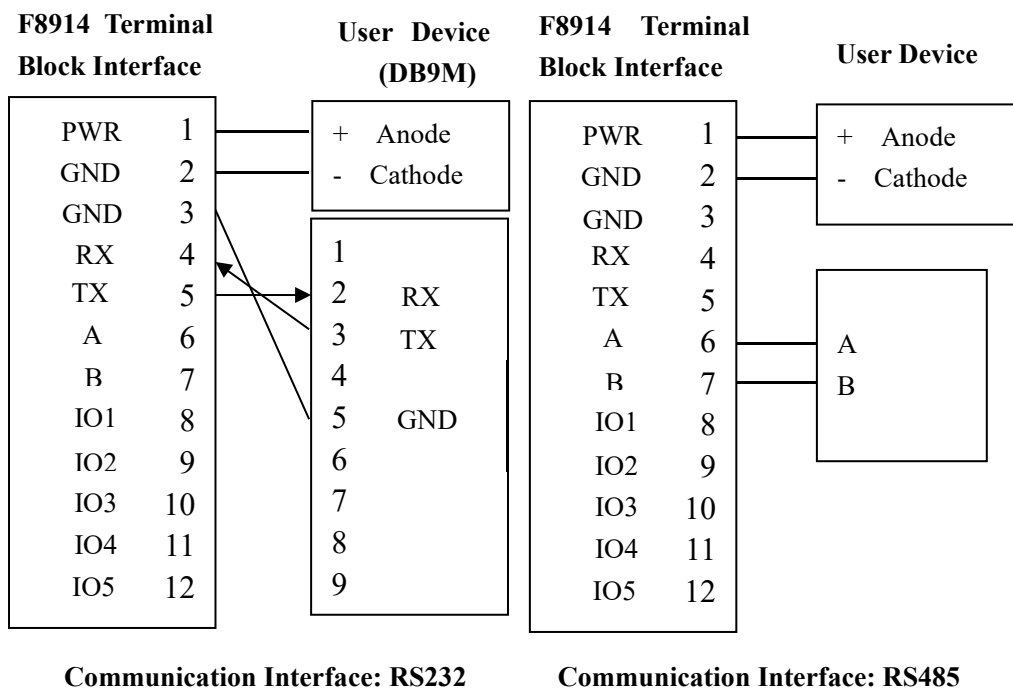 F8914 Terminal
Block Interface
PWR 1
GND 2
GND 3
RX 4
TX 5
A 6
B 7
IO1 8
IO2 9
IO3 10
IO4 11
IO5 12
User Device
(DB9M)
+ Anode
- Cathode
1
2 RX
3 TX
4
5 GND
6
7
8
9
Communication Interface: RS232
F8914 Terminal
Block Interface
PWR 1
GND 2
GND 3
RX 4
TX 5
A 6
B 7
IO1 8
IO2 9
IO3 10
IO4 11
IO5 12
User Device
+ Anode
- Cathode
A
B
Communication Interface: RS485